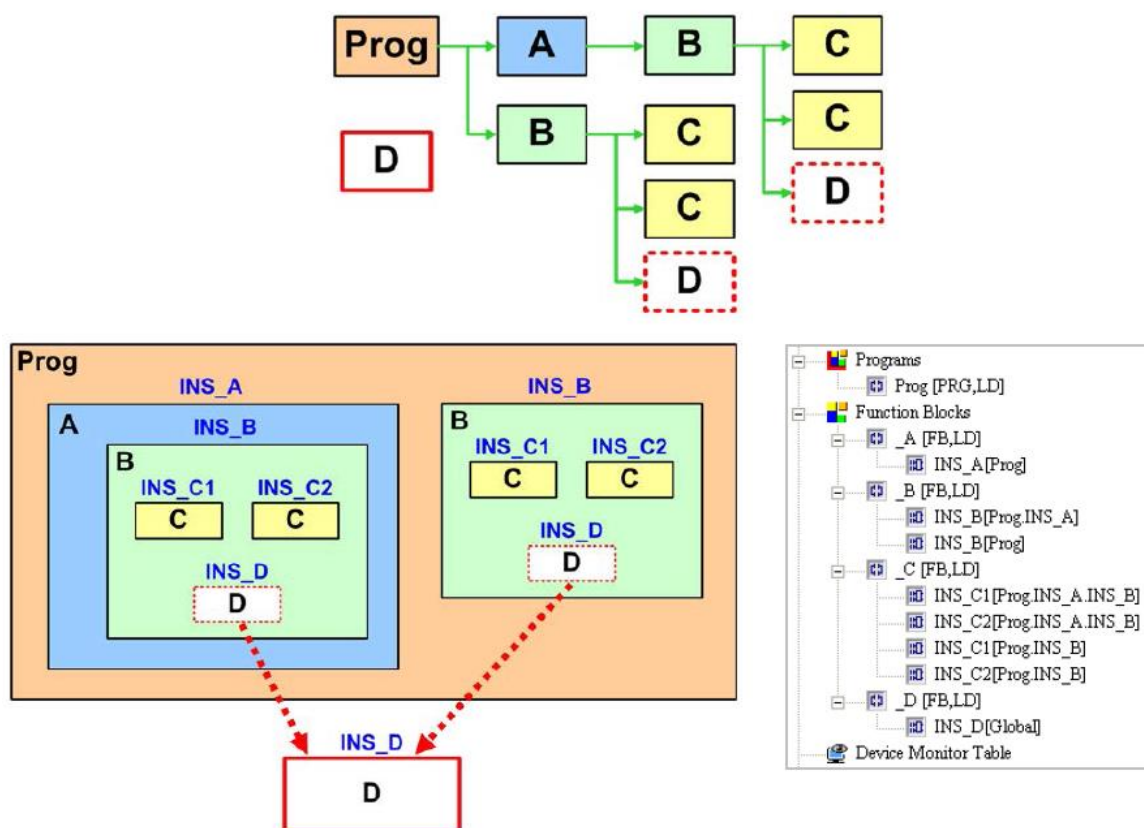 Prog
A
B
C
D
B
C
C
C
D
D
Prog
INS_A
INS_B
A
INS_B
B
B
INS_C1
INS_C2
INS_C1
INS_C2
C
C
C
C
INS_D
D
INS_D
D
INS_D
D
Programs
Prog [PRG,LD]
Function Blocks
_A [FB,LD]
INS_A[Prog]
_B [FB,LD]
INS_B[Prog.INS_A]
INS_B[Prog]
_C [FB,LD]
INS_C1[Prog.INS_A.INS_B]
INS_C2[Prog.INS_A.INS_B]
INS_C1[Prog.INS_B]
INS_C2[Prog.INS_B]
_D [FB,LD]
INS_D[Global]
Device Monitor Table